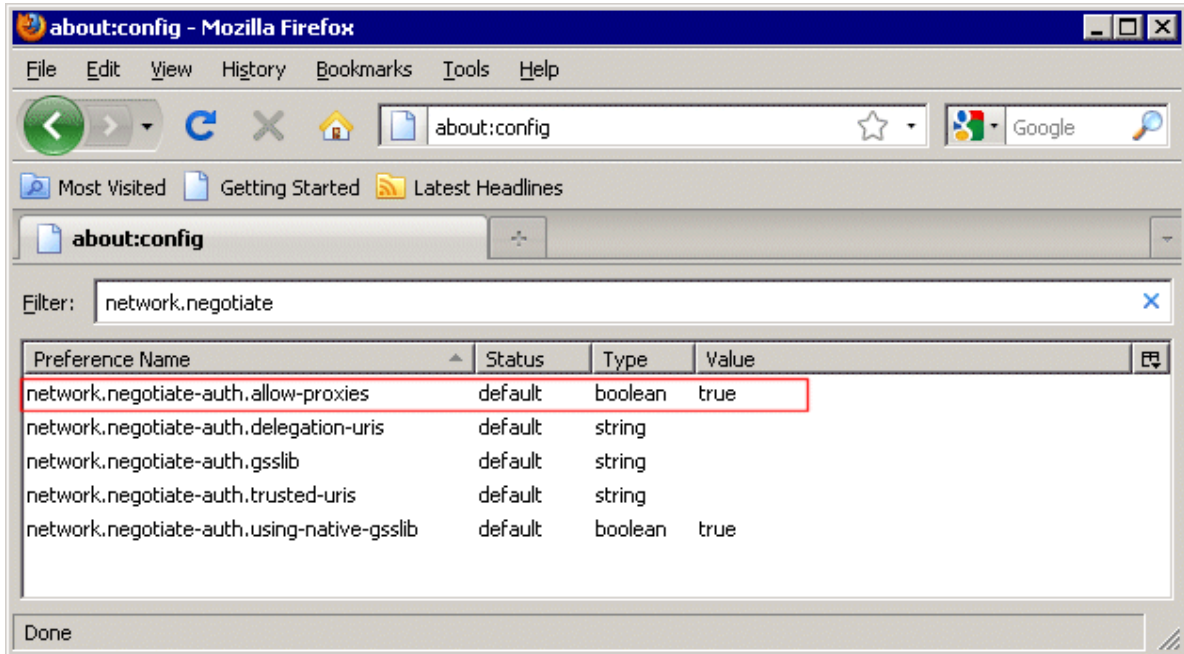 about:config - Mozilla Firefox
File Edit View History Bookmarks Tools Help
about:config Google
Most Visited Getting Started Latest Headlines
about:config
Filter: network.negotiate
Preference Name Status Type Value
network.negotiate-auth.allow-proxies default boolean true
network.negotiate-auth.delegation-uris default string
network.negotiate-auth.gsslib default string
network.negotiate-auth.trusted-uris default string
network.negotiate-auth.using-native-gsslib default boolean true
Done